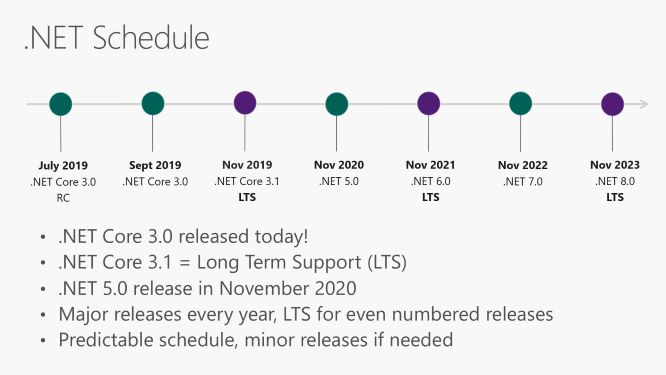 .NET Schedule
July 2019 Sept 2019 Nov 2019 Nov 2020 Nov 2021 Nov 2022 Nov 2023
.NET Core 3.0 .NET Core 3.0 .NET Core 3.1 .NET 5.0 .NET 6.0 .NET 7.0 .NET 8.0
RC LTS LTS LTS
• .NET Core 3.0 released today!
• .NET Core 3.1 = Long Term Support (LTS)
• .NET 5.0 release in November 2020
• Major releases every year, LTS for even numbered releases
• Predictable schedule, minor releases if needed